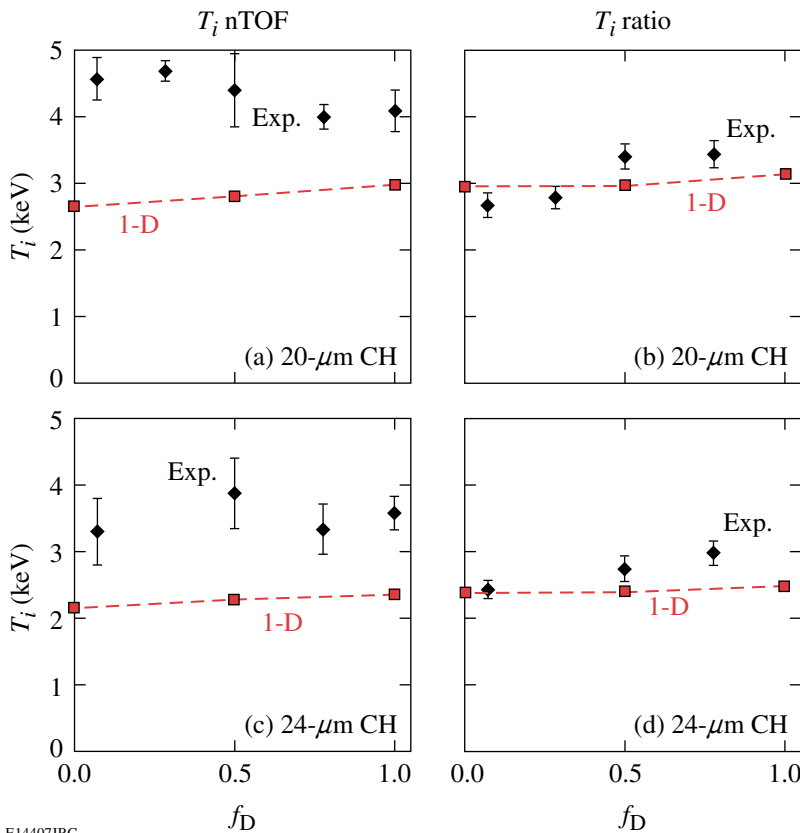 T_i nTOF
T_i ratio
5
4
3
2
1
0
T_i (keV)
Exp.
1-D
(a) 20-μm CH
Exp.
1-D
(b) 20-μm CH
5
4
3
2
1
0
T_i (keV)
Exp.
1-D
(c) 24-μm CH
Exp.
1-D
(d) 24-μm CH
0.0 0.5 1.0
0.0 0.5 1.0
f_D
f_D